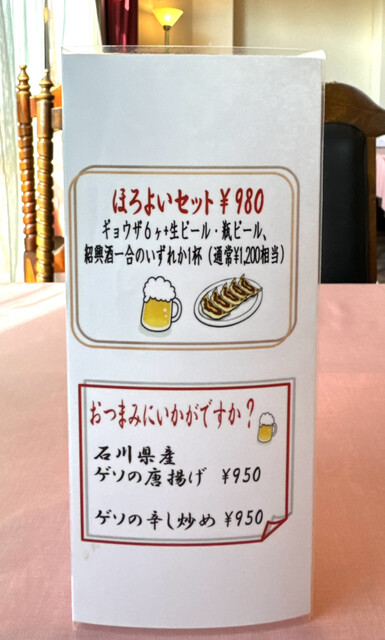 ほろよいセット￥980
ギョウザ6ヶ+生ビール・瓶ビール、
紹興酒一合のいずれか1杯（通常¥1,200相当）
おつまみにいかがですか？
石川県産
ゲソの唐揚げ ¥950
ゲソの辛し炒め ¥950